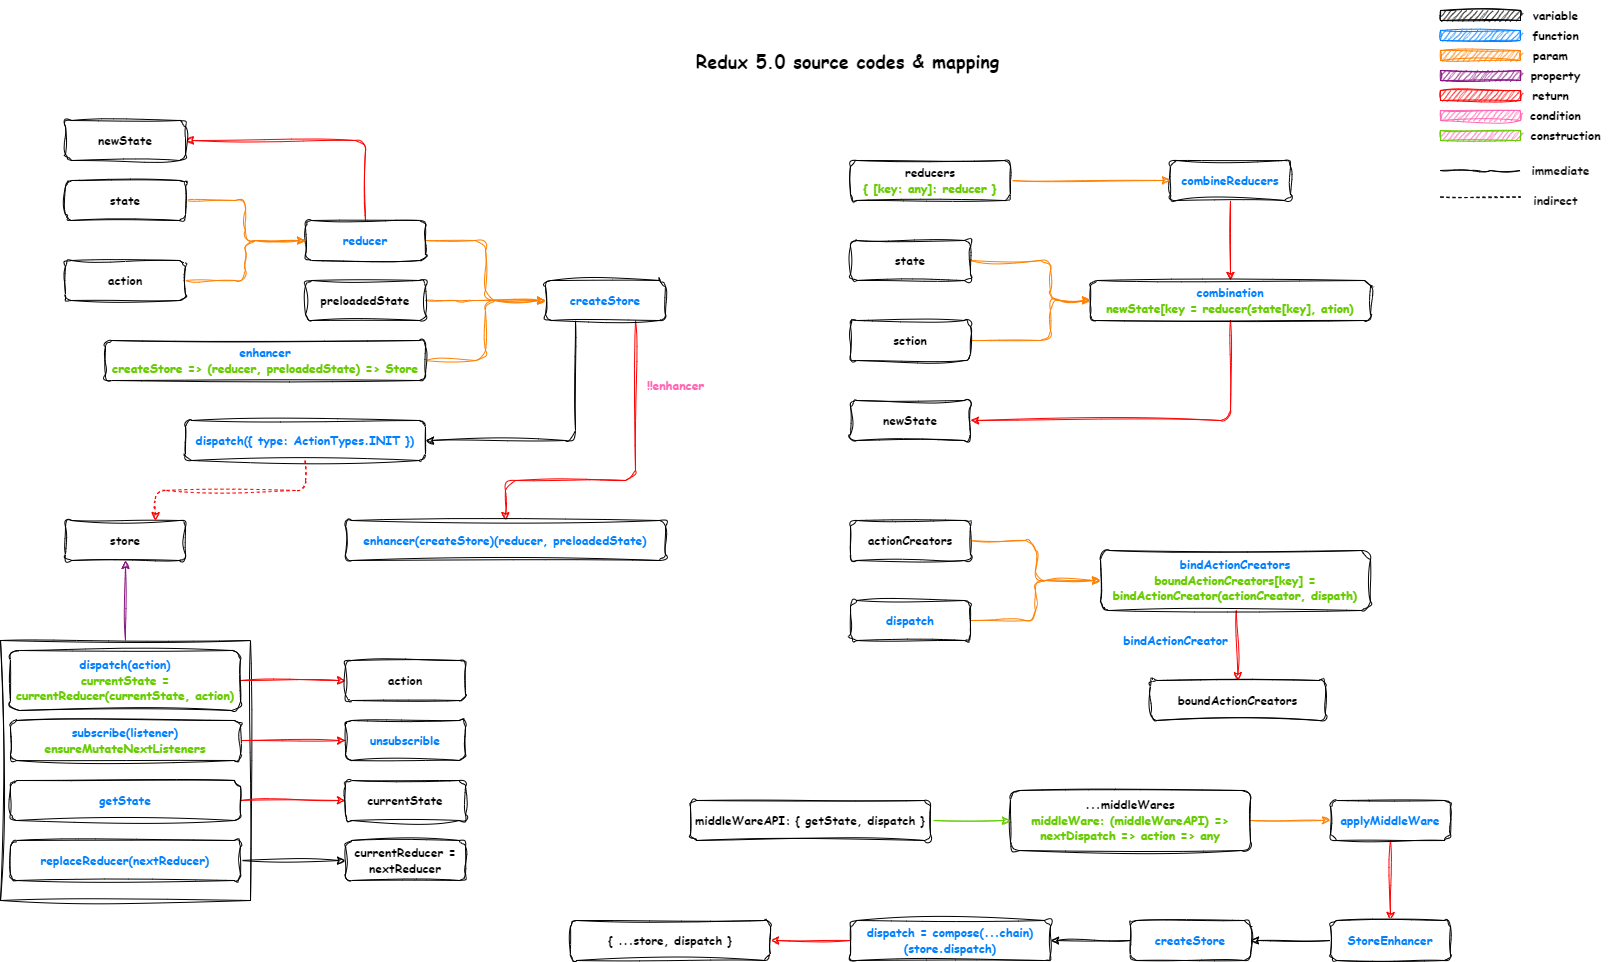 Redux 5.0 source codes & mapping
variable
function
param
property
return
condition
construction
immediate
indirect
newState
state
action
reducer
preloadedState
enhancer
createStore => (reducer, preloadedState) => Store
createStore
!!enhancer
dispatch({ type: ActionTypes.INIT })
store
enhancer(createStore)(reducer, preloadedState)
dispatch(action)
currentState =
currentReducer(currentState, action)
action
subscribe(listener)
ensureMutateNextListeners
unsubscrible
getState
currentState
replaceReducer(nextReducer)
currentReducer =
nextReducer
reducers
{ [key: any]: reducer }
combineReducers
state
sction
combination
newState[key = reducer(state[key], ation)
newState
actionCreators
dispatch
bindActionCreators
boundActionCreators[key] =
bindActionCreator(actionCreator, dispath)
bindActionCreator
boundActionCreators
middleWareAPI: { getState, dispatch }
...middleWares
middleWare: (middleWareAPI) =>
nextDispatch => action => any
applyMiddleWare
StoreEnhancer
createStore
dispatch = compose(...chain)
(store.dispatch)
{ ...store, dispatch }